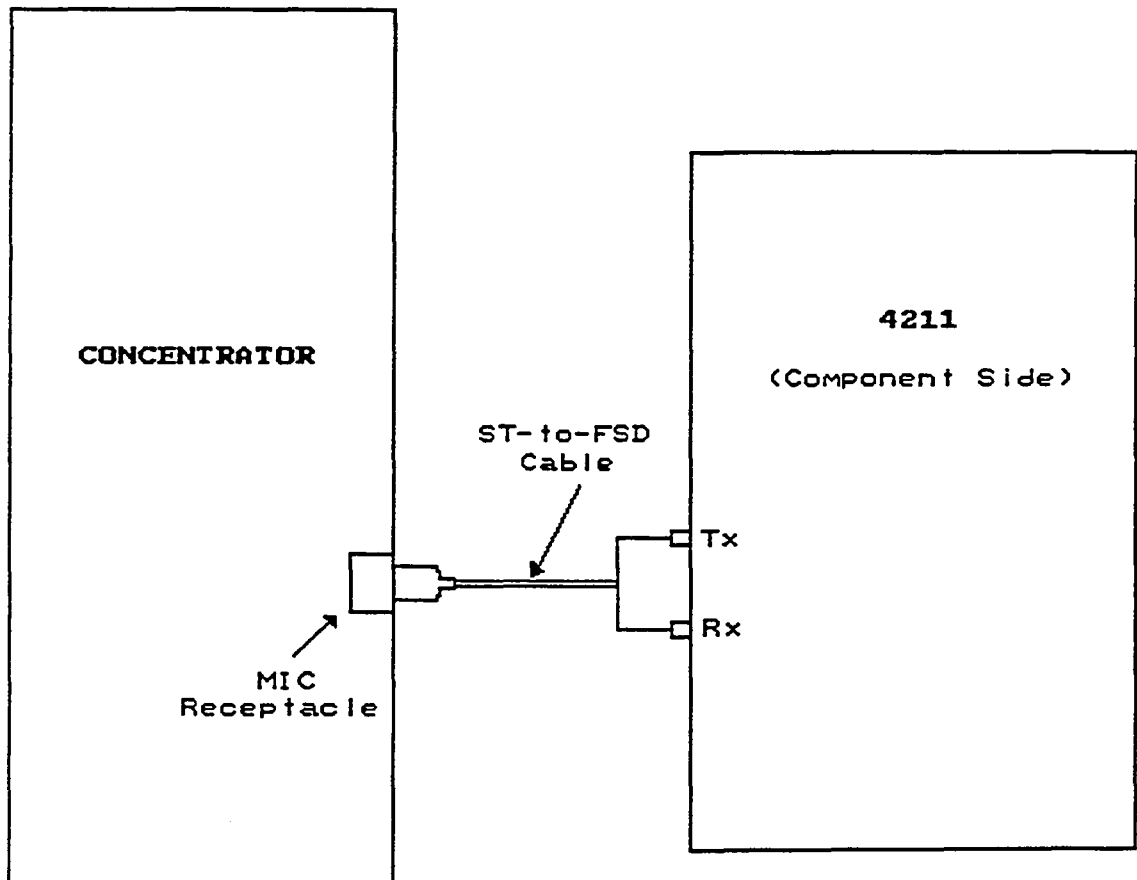 CONCENTRATOR
4211
(Component Side)
ST-to-FSD
Cable
Tx
Rx
MIC
Receptacle